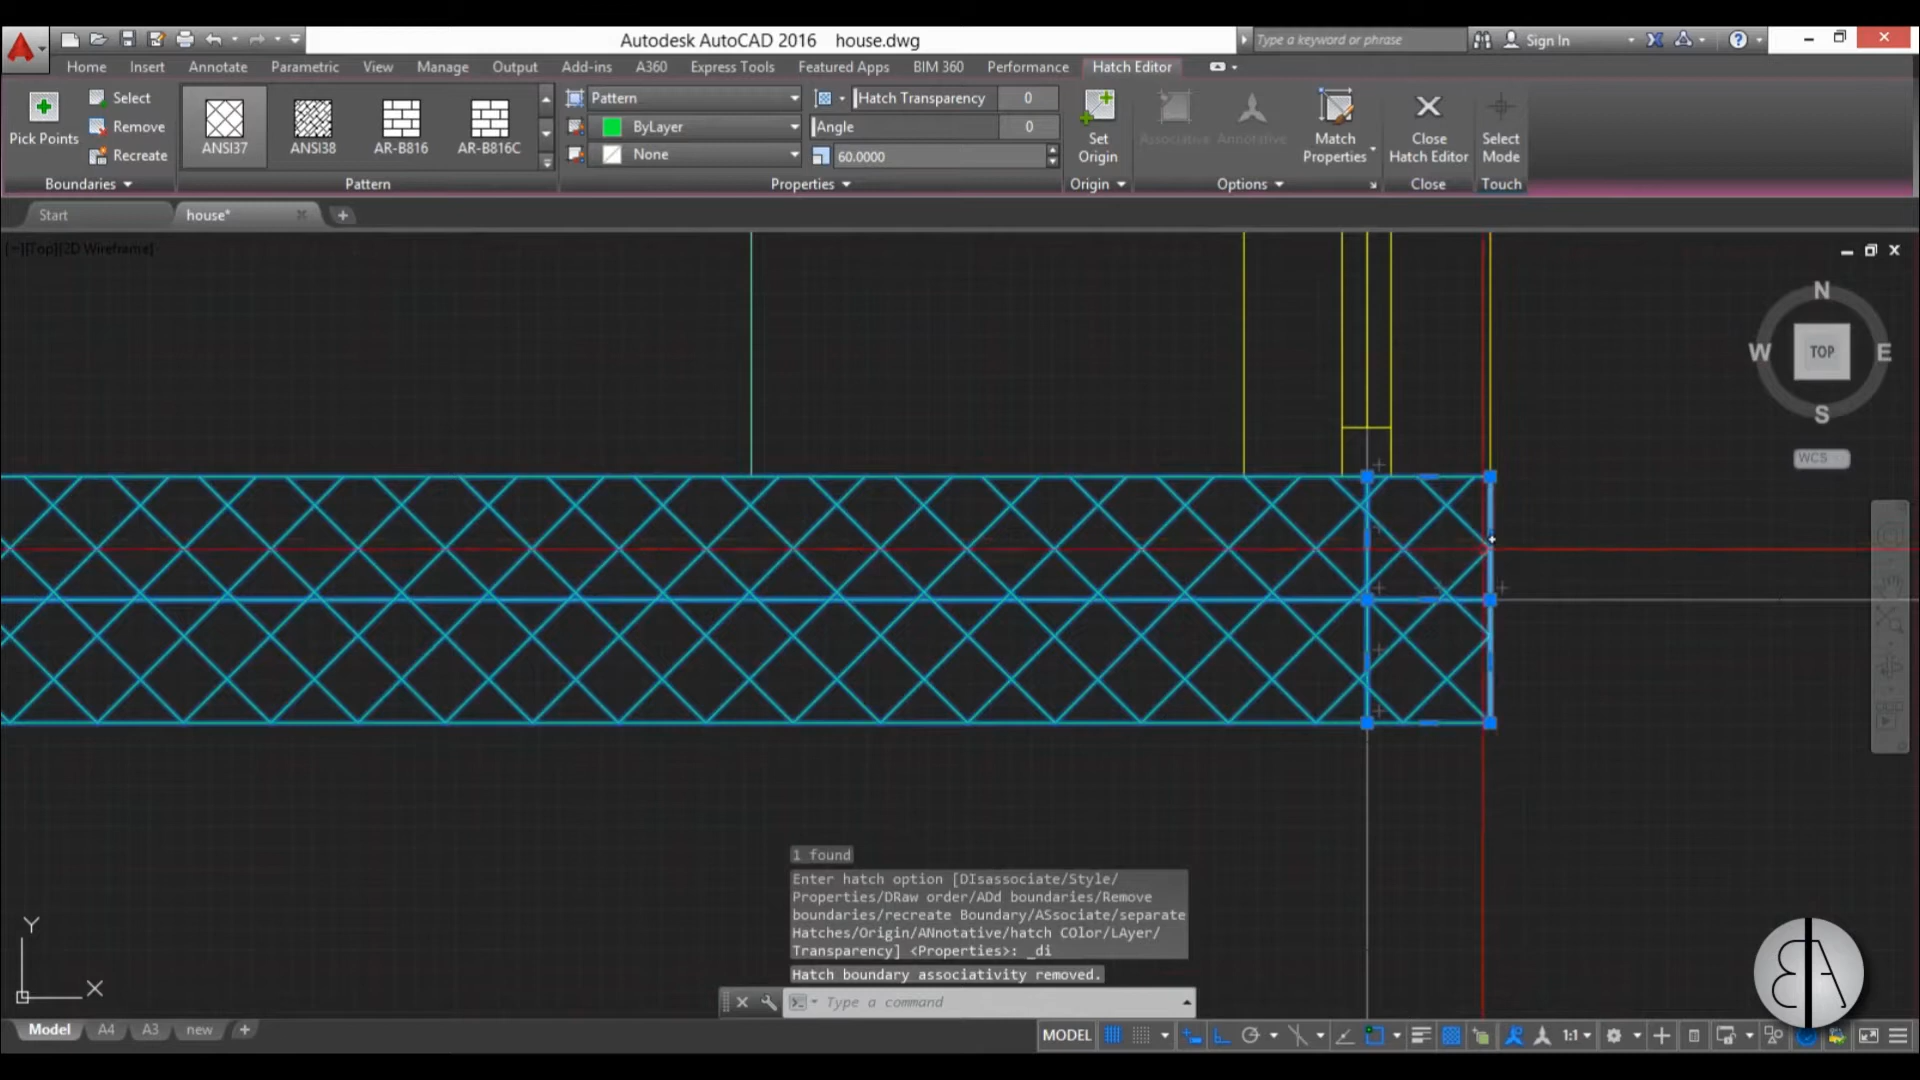 Autodesk AutoCAD 2016 house.dwg
Type a keyword or phrase
Sign In
Home Insert Annotate Parametric View Manage Output Add-ins A360 Express Tools Featured Apps BIM 360 Performance Hatch Editor
Pick Points
Select
Remove
Recreate
Boundaries
ANSI37
ANSI38
AR-B816
AR-B816C
Pattern
Pattern
ByLayer
None
Hatch Transparency 0
Angle 0
60.0000
Properties
Set
Origin
Origin
Associative
Annotative
Match
Properties
Options
Close
Hatch Editor
Close
Select
Mode
Touch
Start
house*
[−][Top][2D Wireframe]
N
W
TOP
E
S
WCS
1 found
Enter hatch option [DIsassociate/Style/
Properties/DRaw order/ADd boundaries/Remove
boundaries/recreate Boundary/ASsociate/separate
Hatches/Origin/ANnotative/hatch COlor/LAyer/
Transparency] <Properties>: _di
Hatch boundary associativity removed.
Type a command
Y
X
Model A4 A3 new
MODEL
1:1